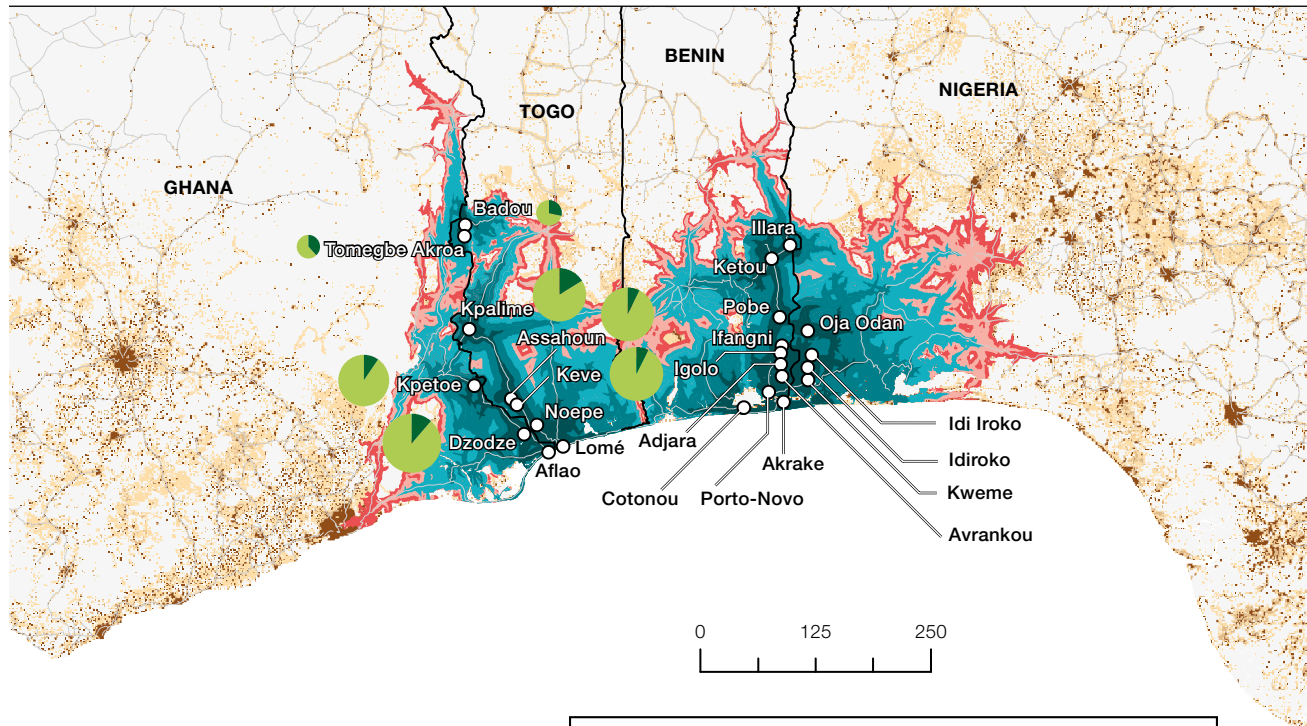 BENIN
NIGERIA
TOGO
GHANA
Badou
Tomegbe Akroa
Illara
Ketou
Kpalime
Pobe
Oja Odan
Assahoun
Ifangni
Igolo
Kpetoe
Keve
Noepe
Dzodze
Lomé
Aflao
Adjara
Idi Iroko
Akrake
Idiroko
Cotonou
Porto-Novo
Kweme
Avrankou
0 125 250